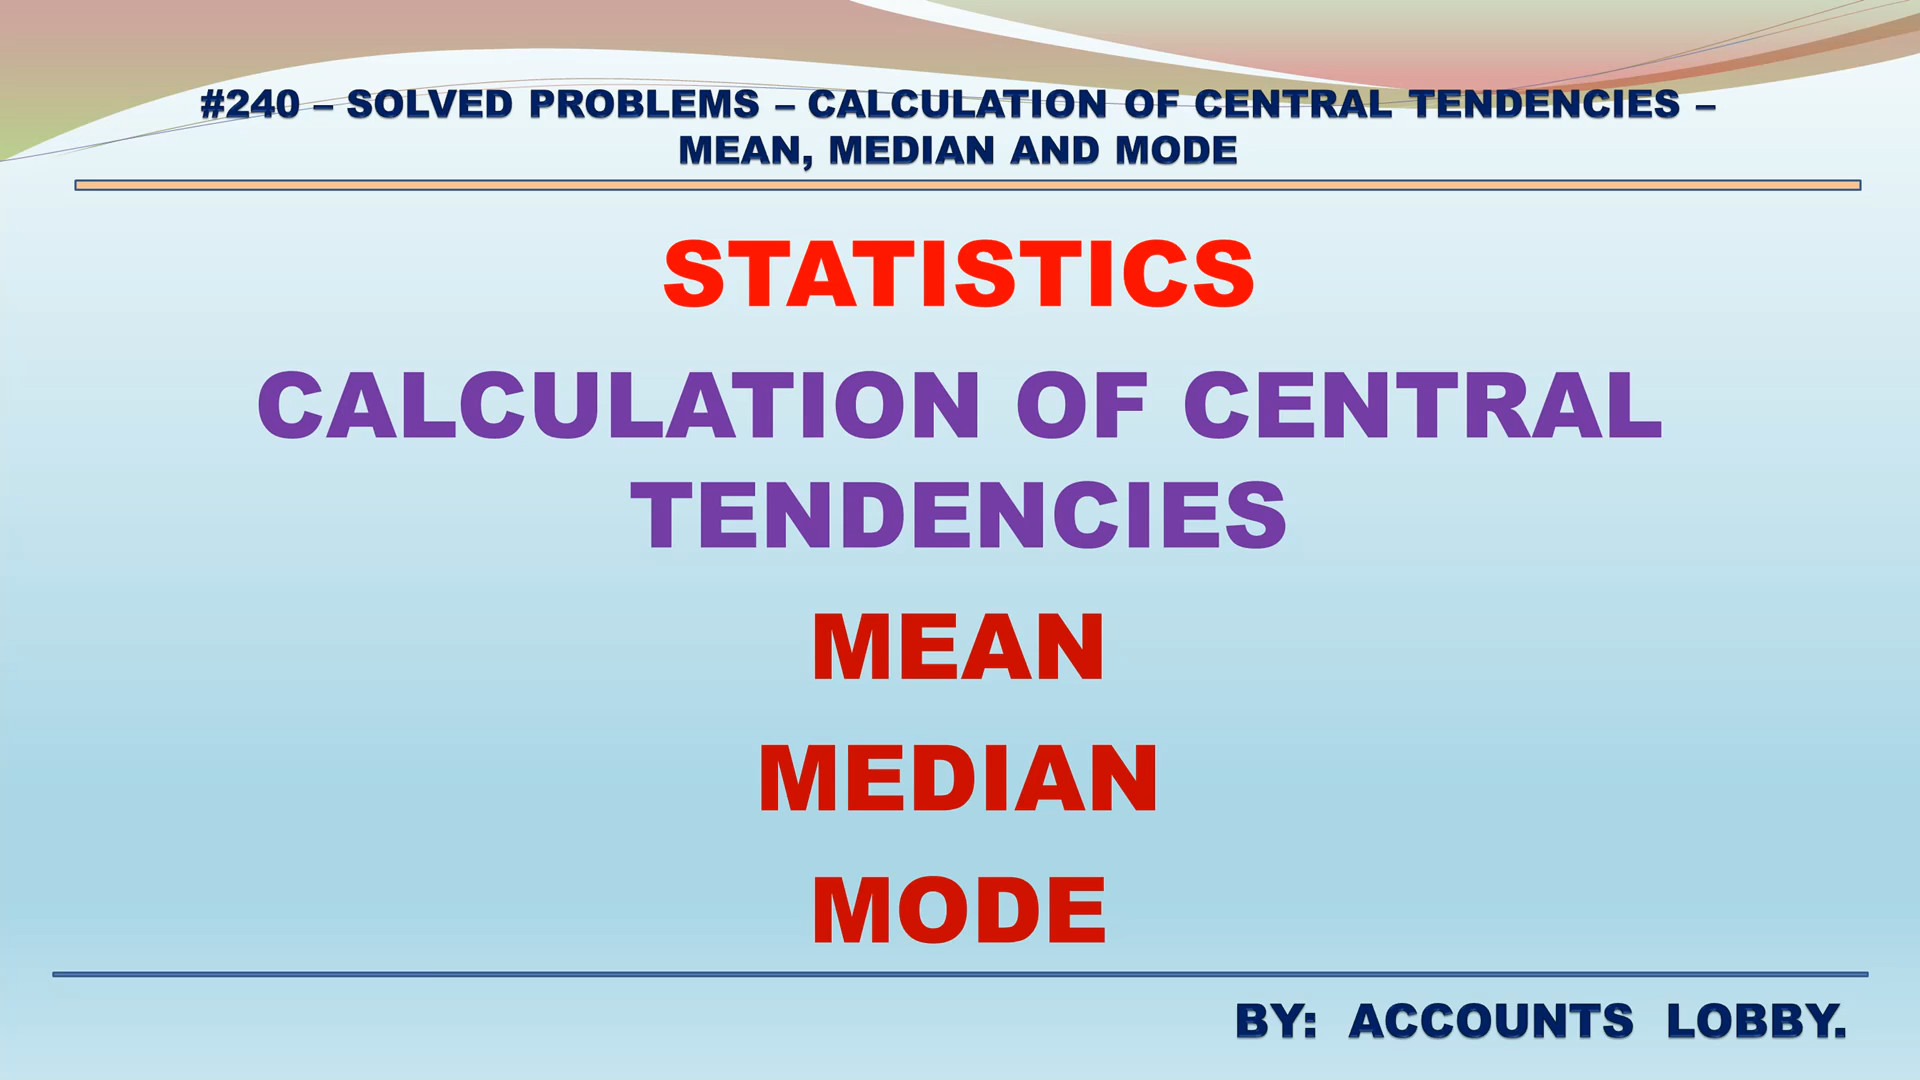 #240 – SOLVED PROBLEMS – CALCULATION OF CENTRAL TENDENCIES –
MEAN, MEDIAN AND MODE
STATISTICS
CALCULATION OF CENTRAL
TENDENCIES
MEAN
MEDIAN
MODE
BY: ACCOUNTS LOBBY.